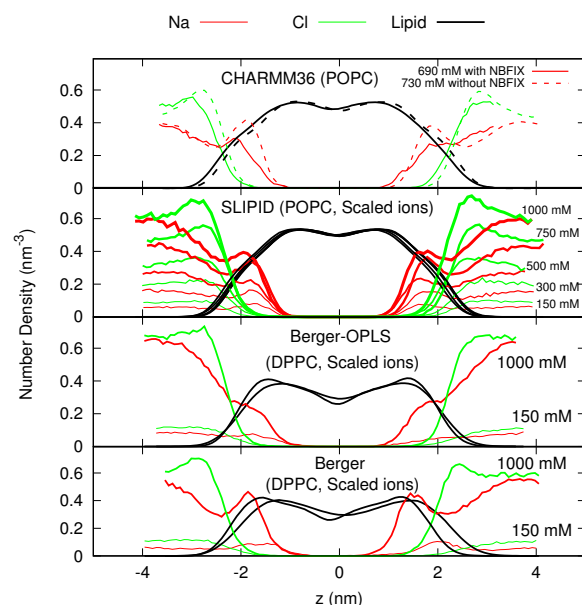 Na Cl Lipid
CHARMM36 (POPC)
690 mM with NBFIX
730 mM without NBFIX
0.6
0.4
0.2
0
SLIPID (POPC, Scaled ions)
1000 mM
750 mM
500 mM
300 mM
150 mM
0.8
0.6
0.4
0.2
0
Berger-OPLS
(DPPC, Scaled ions)
1000 mM
150 mM
0.6
0.4
0.2
0
Berger
(DPPC, Scaled ions)
1000 mM
150 mM
0.6
0.4
0.2
0
-4 -2 0 2 4
z (nm)
Number Density (nm⁻³)